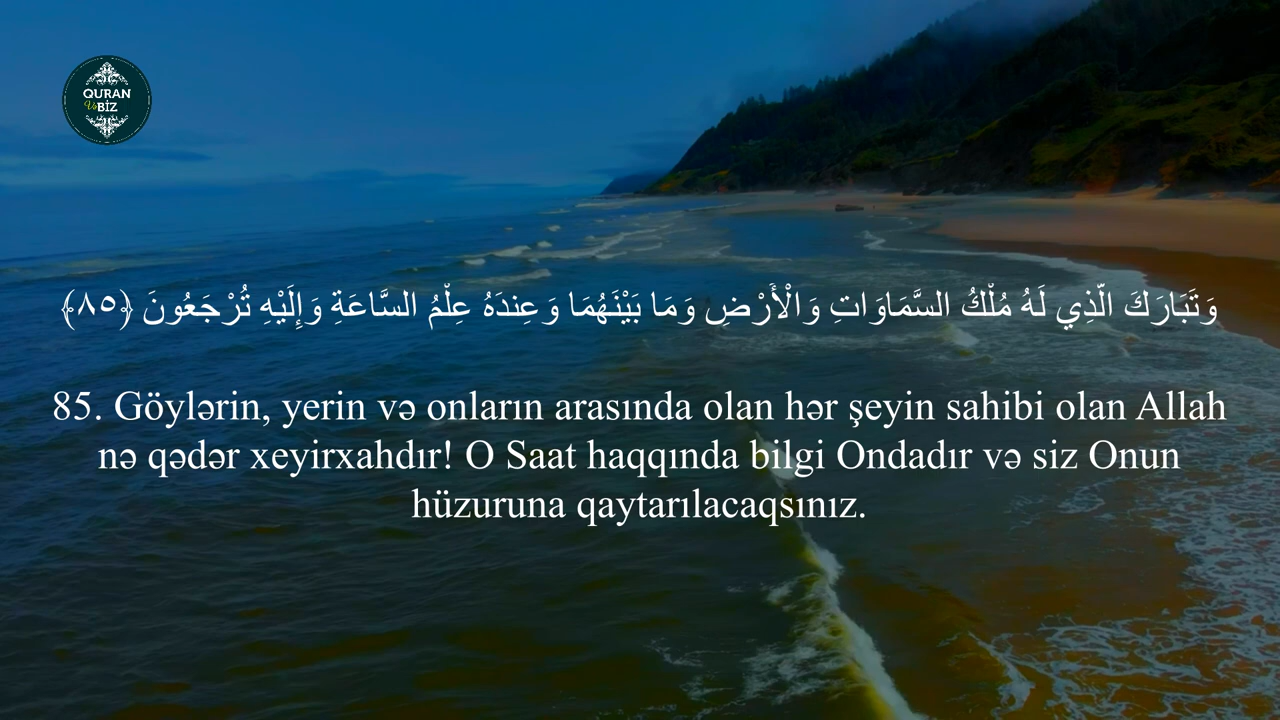 QURAN
Və BİZ
وَتَبَارَكَ الَّذِي لَهُ مُلْكُ السَّمَاوَاتِ وَالْأَرْضِ وَمَا بَيْنَهُمَا وَعِندَهُ عِلْمُ السَّاعَةِ وَإِلَيْهِ تُرْجَعُونَ ﴿٨٥﴾
85. Göylərin, yerin və onların arasında olan hər şeyin sahibi olan Allah
nə qədər xeyirxahdır! O Saat haqqında bilgi Ondadır və siz Onun
hüzuruna qaytarılacaqsınız.